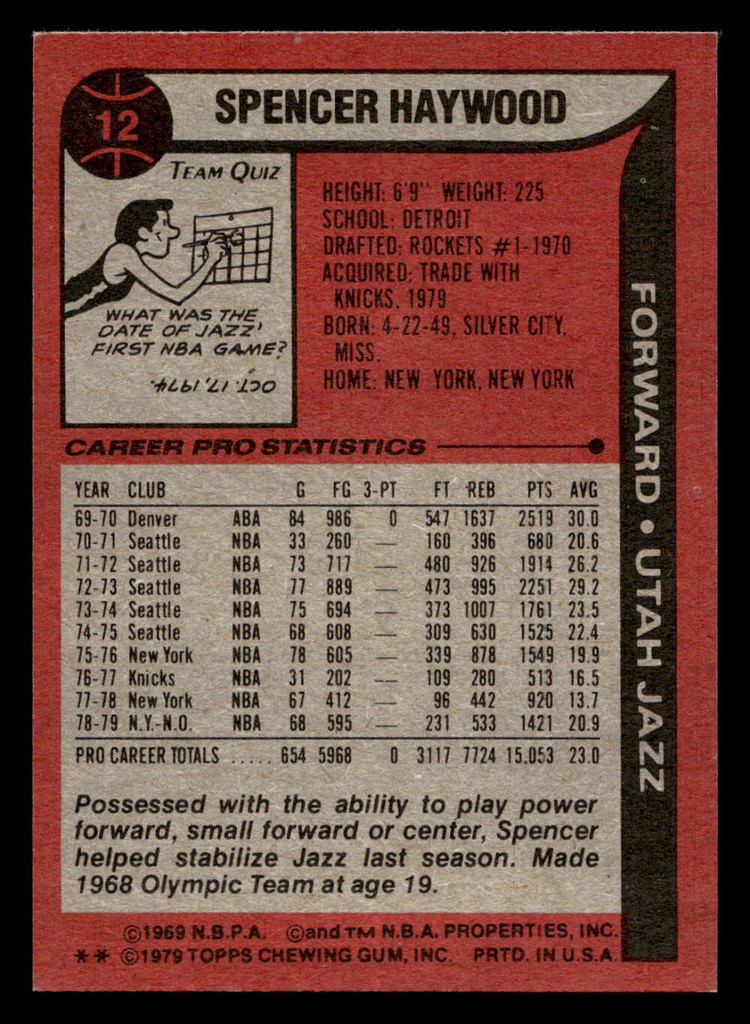 12
SPENCER HAYWOOD
TEAM QUIZ
WHAT WAS THE
DATE OF JAZZ'
FIRST NBA GAME?
OCT. 17, 1974.
HEIGHT: 6'9" WEIGHT: 225
SCHOOL: DETROIT
DRAFTED: ROCKETS #1-1970
ACQUIRED: TRADE WITH
KNICKS, 1979
BORN: 4-22-49, SILVER CITY,
MISS.
HOME: NEW YORK, NEW YORK
FORWARD • UTAH JAZZ
CAREER PRO STATISTICS
YEAR CLUB G FG 3-PT FT REB PTS AVG
69-70 Denver ABA 84 986 0 547 1637 2519 30.0
70-71 Seattle NBA 33 260 — 160 396 680 20.6
71-72 Seattle NBA 73 717 — 480 926 1914 26.2
72-73 Seattle NBA 77 889 — 473 995 2251 29.2
73-74 Seattle NBA 75 694 — 373 1007 1761 23.5
74-75 Seattle NBA 68 608 — 309 630 1525 22.4
75-76 New York NBA 78 605 — 339 878 1549 19.9
76-77 Knicks NBA 31 202 — 109 280 513 16.5
77-78 New York NBA 67 412 — 96 442 920 13.7
78-79 N.Y.-N.O. NBA 68 595 — 231 533 1421 20.9
PRO CAREER TOTALS ..... 654 5968 0 3117 7724 15,053 23.0
Possessed with the ability to play power
forward, small forward or center, Spencer
helped stabilize Jazz last season. Made
1968 Olympic Team at age 19.
©1969 N.B.P.A. ©and TM N.B.A. PROPERTIES, INC.
** ©1979 TOPPS CHEWING GUM, INC. PRTD. IN U.S.A.